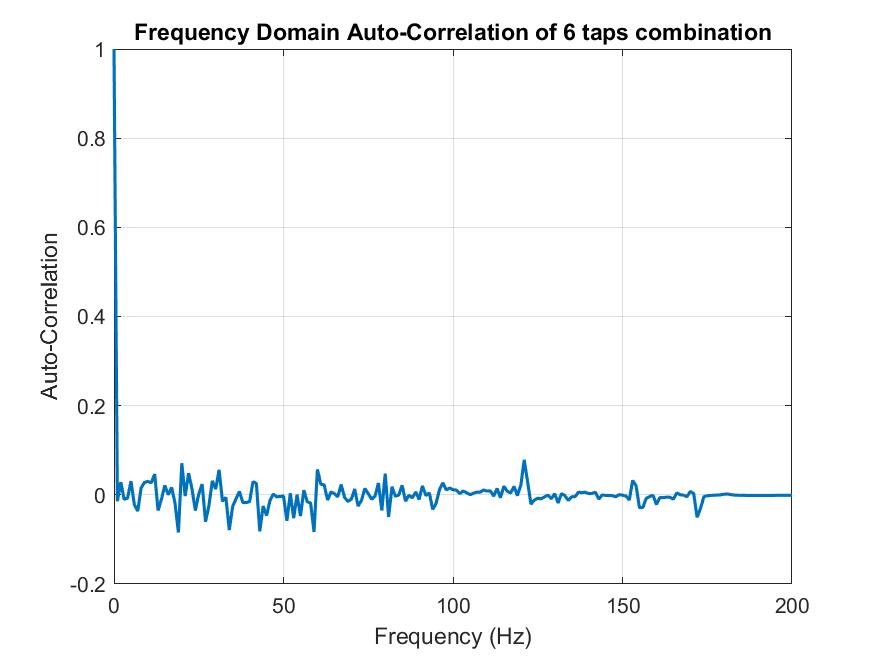 Frequency Domain Auto-Correlation of 6 taps combination
1
0.8
0.6
0.4
0.2
0
-0.2
Auto-Correlation
0 50 100 150 200
Frequency (Hz)